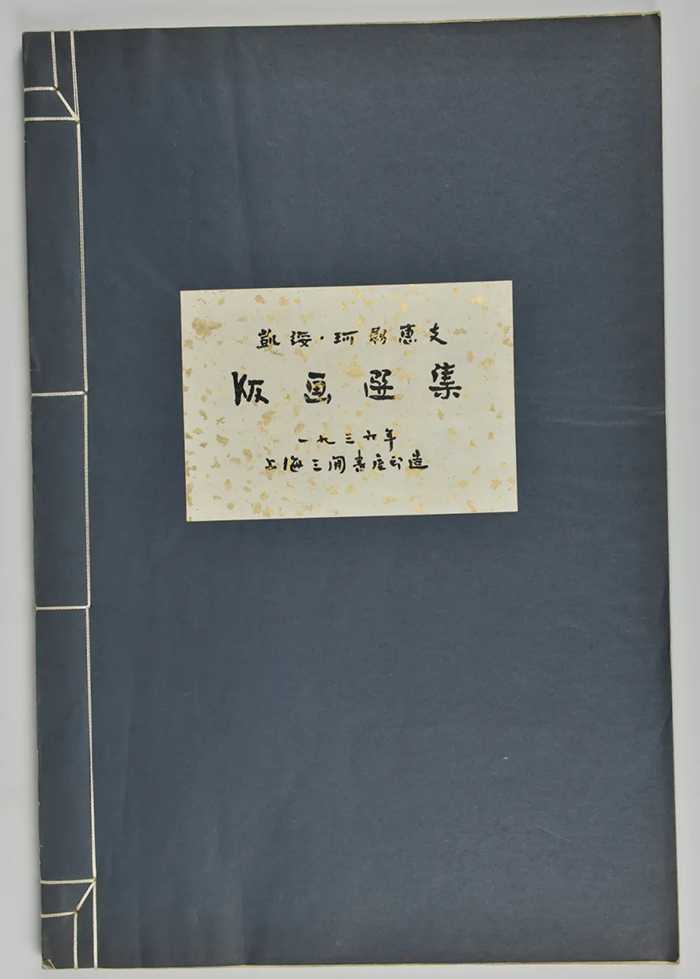 凱綏·珂勒惠支
版画選集
一九三六年
上海三閒書屋印造